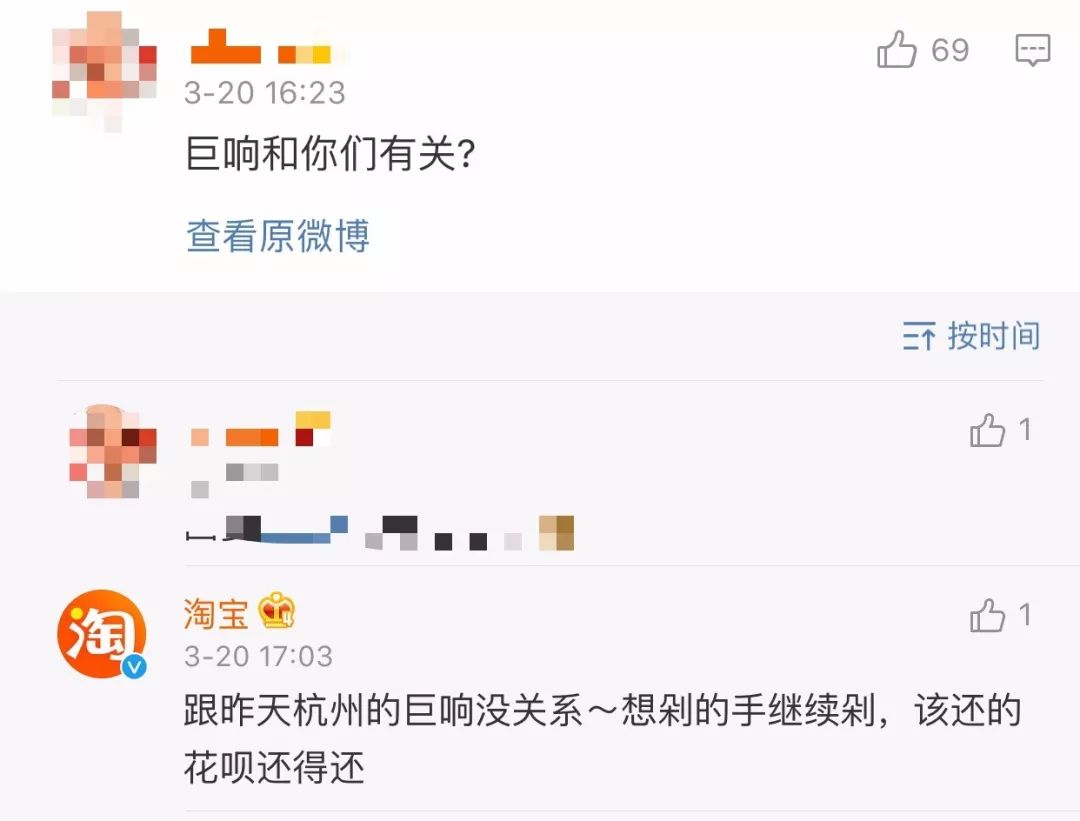 69
3-20 16:23
巨响和你们有关?
查看原微博
按时间
1
淘
淘宝
1
3-20 17:03
跟昨天杭州的巨响没关系～想剁的手继续剁，该还的
花呗还得还